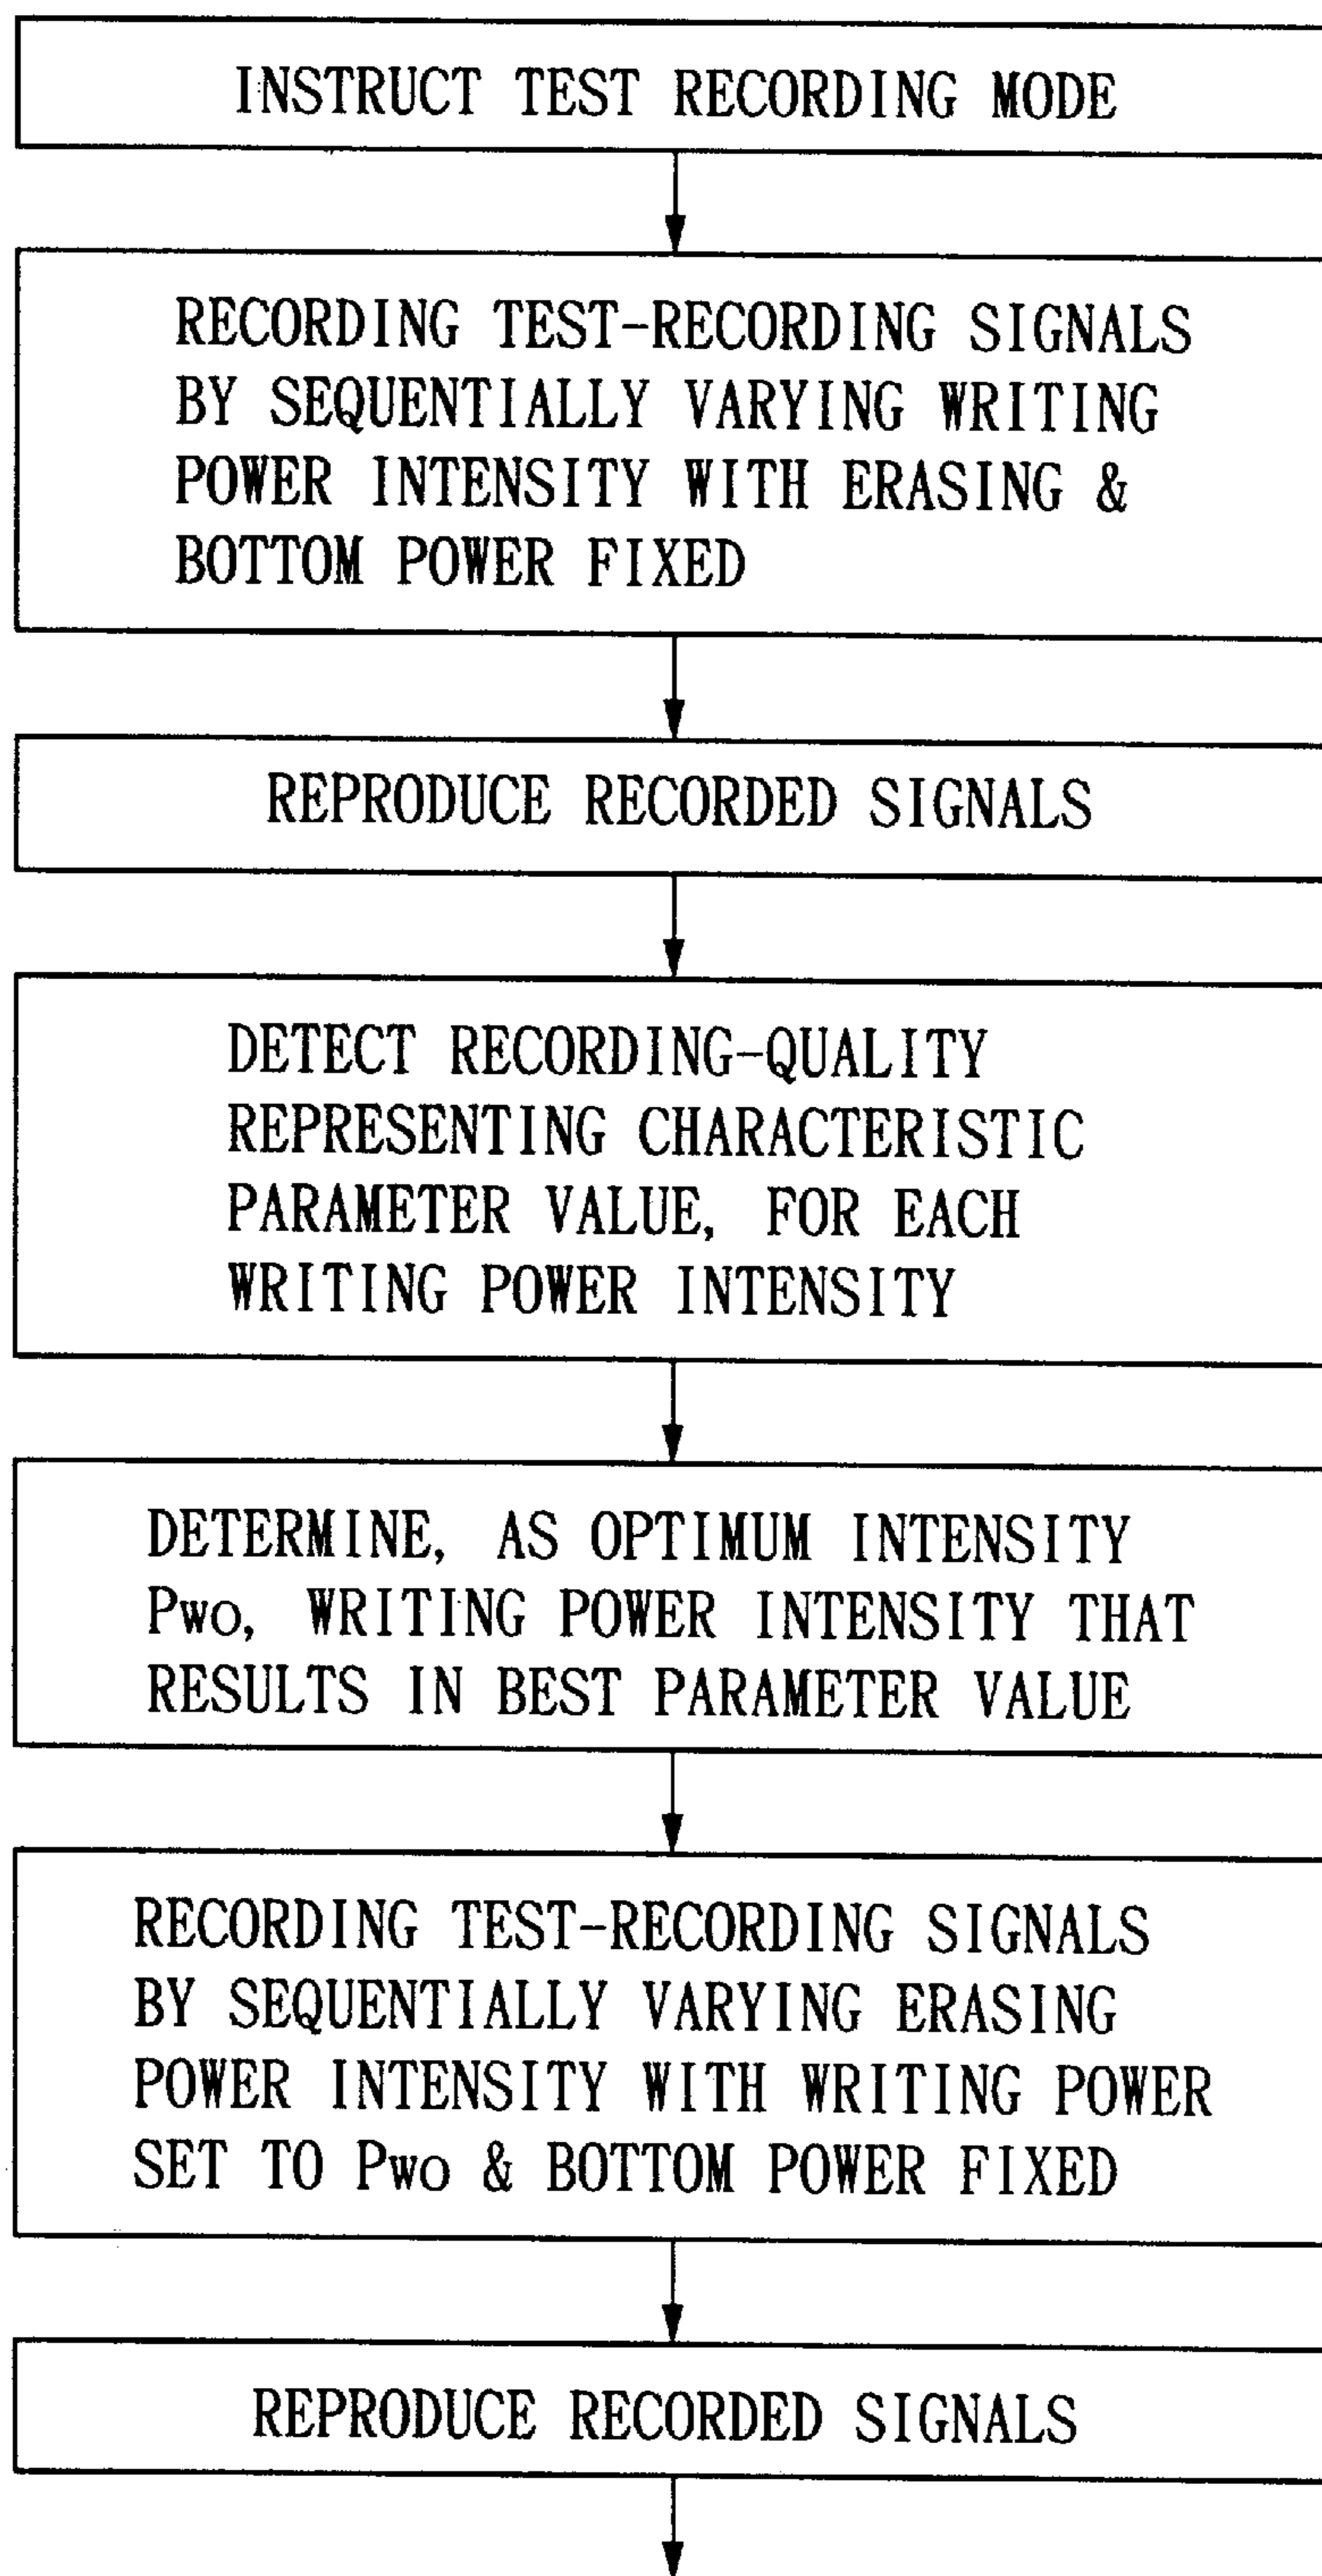 INSTRUCT TEST RECORDING MODE
RECORDING TEST-RECORDING SIGNALS
BY SEQUENTIALLY VARYING WRITING
POWER INTENSITY WITH ERASING &
BOTTOM POWER FIXED
REPRODUCE RECORDED SIGNALS
DETECT RECORDING-QUALITY
REPRESENTING CHARACTERISTIC
PARAMETER VALUE, FOR EACH
WRITING POWER INTENSITY
DETERMINE, AS OPTIMUM INTENSITY
Pwo, WRITING POWER INTENSITY THAT
RESULTS IN BEST PARAMETER VALUE
RECORDING TEST-RECORDING SIGNALS
BY SEQUENTIALLY VARYING ERASING
POWER INTENSITY WITH WRITING POWER
SET TO Pwo & BOTTOM POWER FIXED
REPRODUCE RECORDED SIGNALS